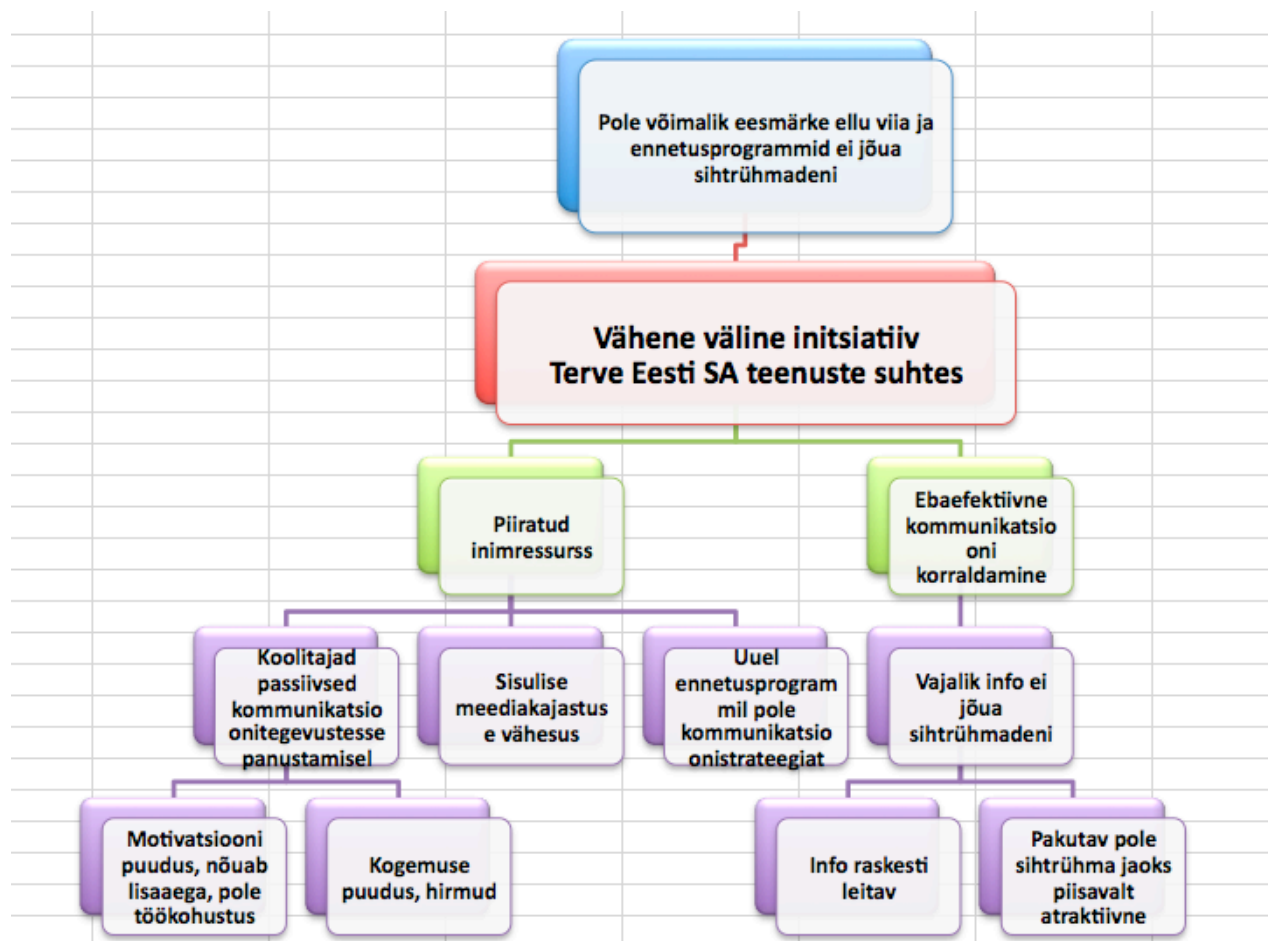 Pole võimalik eesmärke ellu viia ja
ennetusprogrammid ei jõua
sihtrühmadeni
Vähene väline initsiatiiv
Terve Eesti SA teenuste suhtes
Piiratud
inimressurss
Ebaefektiivne
kommunikatsio
oni
korraldamine
Koolitajad
passiivsed
kommunikatsio
onitegevustesse
panustamisel
Sisulise
meediakajastus
e vähesus
Uuel
ennetusprogram
mil pole
kommunikatsio
onistrateegiat
Vajalik info ei
jõua
sihtrühmadeni
Motivatsiooni
puudus, nõuab
lisaaega, pole
töökohustus
Kogemuse
puudus, hirmud
Info raskesti
leitav
Pakutav pole
sihtrühma jaoks
piisavalt
atraktiivne